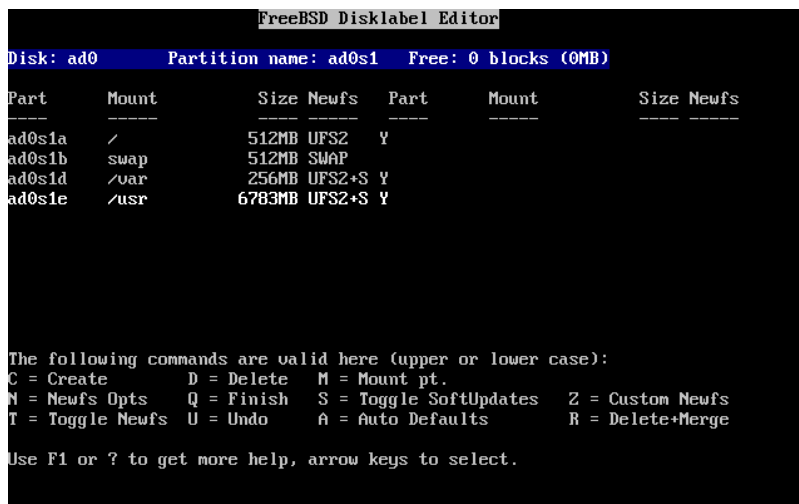 FreeBSD Disklabel Editor
Disk: ad0 Partition name: ad0s1 Free: 0 blocks (0MB)
Part Mount Size Newfs Part Mount Size Newfs
---- ----- ---- ----- ---- ----- ---- -----
ad0s1a / 512MB UFS2 Y
ad0s1b swap 512MB SWAP
ad0s1d /var 256MB UFS2+S Y
ad0s1e /usr 6783MB UFS2+S Y
The following commands are valid here (upper or lower case):
C = Create D = Delete M = Mount pt.
N = Newfs Opts Q = Finish S = Toggle SoftUpdates Z = Custom Newfs
T = Toggle Newfs U = Undo A = Auto Defaults R = Delete+Merge
Use F1 or ? to get more help, arrow keys to select.